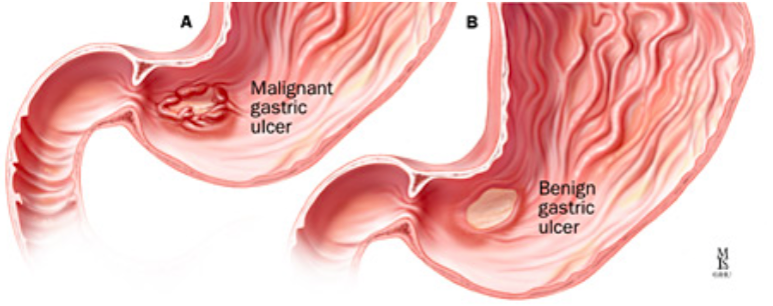 A
Malignant
gastric
ulcer
B
Benign
gastric
ulcer